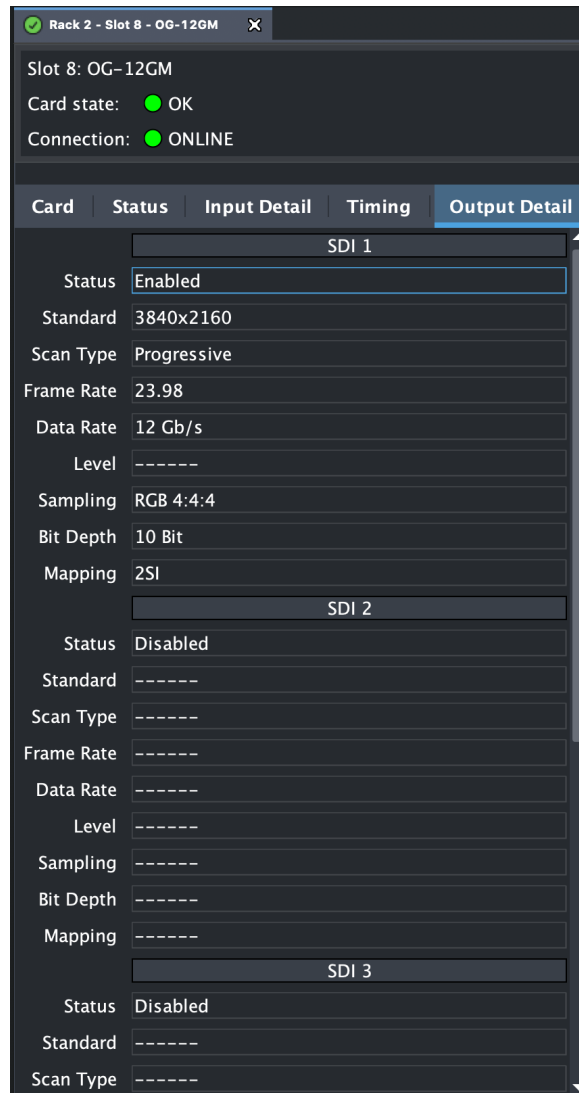 Rack 2 - Slot 8 - OG-12GM X
Slot 8: OG-12GM
Card state: OK
Connection: ONLINE
Card Status Input Detail Timing Output Detail
SDI 1
Status Enabled
Standard 3840x2160
Scan Type Progressive
Frame Rate 23.98
Data Rate 12 Gb/s
Level ------
Sampling RGB 4:4:4
Bit Depth 10 Bit
Mapping 2SI
SDI 2
Status Disabled
Standard ------
Scan Type ------
Frame Rate ------
Data Rate ------
Level ------
Sampling ------
Bit Depth ------
Mapping ------
SDI 3
Status Disabled
Standard ------
Scan Type ------